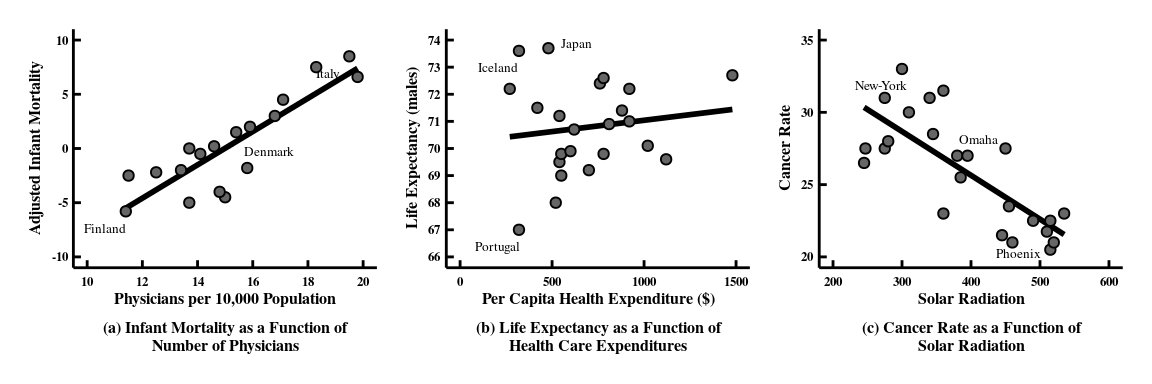 10
5
0
-5
-10
Adjusted Infant Mortality
Italy
Denmark
Finland
10 12 14 16 18 20
Physicians per 10,000 Population
(a) Infant Mortality as a Function of
Number of Physicians
74
73
72
71
70
69
68
67
66
Life Expectancy (males)
Japan
Iceland
Portugal
0 500 1000 1500
Per Capita Health Expenditure ($)
(b) Life Expectancy as a Function of
Health Care Expenditures
35
30
25
20
Cancer Rate
New-York
Omaha
Phoenix
200 300 400 500 600
Solar Radiation
(c) Cancer Rate as a Function of
Solar Radiation